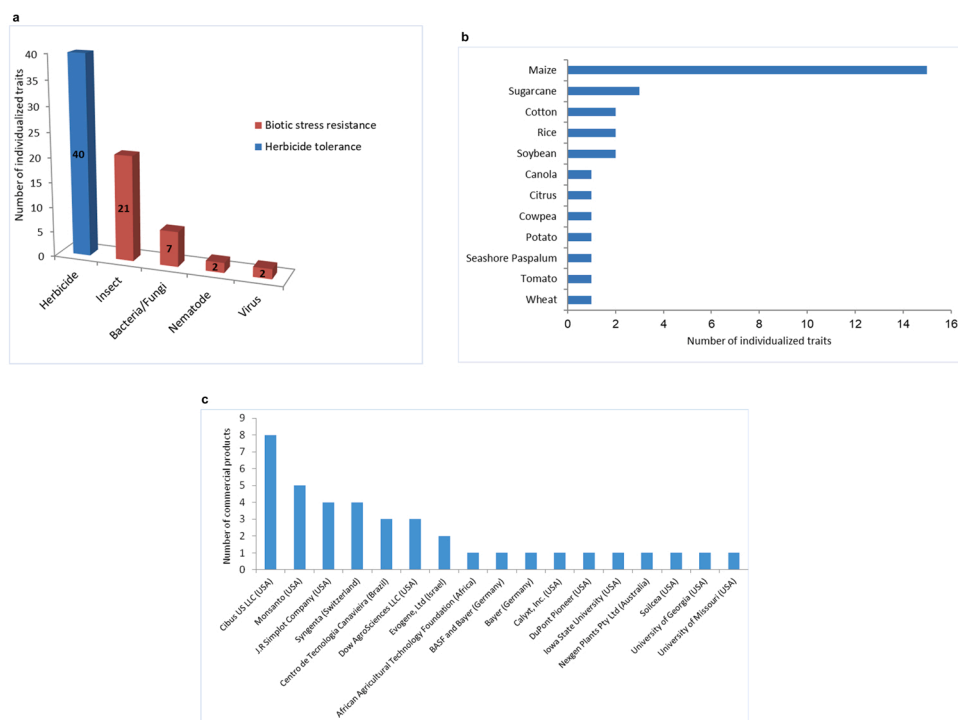 a
Number of individualized traits
40
35
30
25
20
15
10
5
0
40
21
7
2
2
Herbicide
Insect
Bacteria/Fungi
Nematode
Virus
Biotic stress resistance
Herbicide tolerance
b
Maize
Sugarcane
Cotton
Rice
Soybean
Canola
Citrus
Cowpea
Potato
Seashore Paspalum
Tomato
Wheat
0 2 4 6 8 10 12 14 16
Number of individualized traits
c
Number of commercial products
9
8
7
6
5
4
3
2
1
0
Cibus US LLC (USA)
Monsanto (USA)
J.R Simplot Company (USA)
Syngenta (Switzerland)
Centro de Tecnologia Canavieira (Brazil)
Dow AgroSciences LLC (USA)
Evogene, Ltd (Israel)
African Agricultural Technology Foundation (Africa)
BASF and Bayer (Germany)
Bayer (Germany)
Calyxt, Inc. (USA)
DuPont Pioneer (USA)
Iowa State University (USA)
Nexgen Plants Pty Ltd (Australia)
Soilcea (USA)
University of Georgia (USA)
University of Missouri (USA)